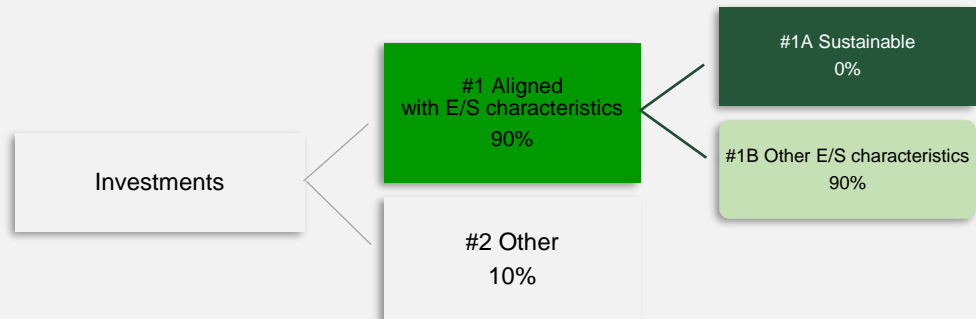 Investments
#1 Aligned
with E/S characteristics
90%
#2 Other
10%
#1A Sustainable
0%
#1B Other E/S characteristics
90%